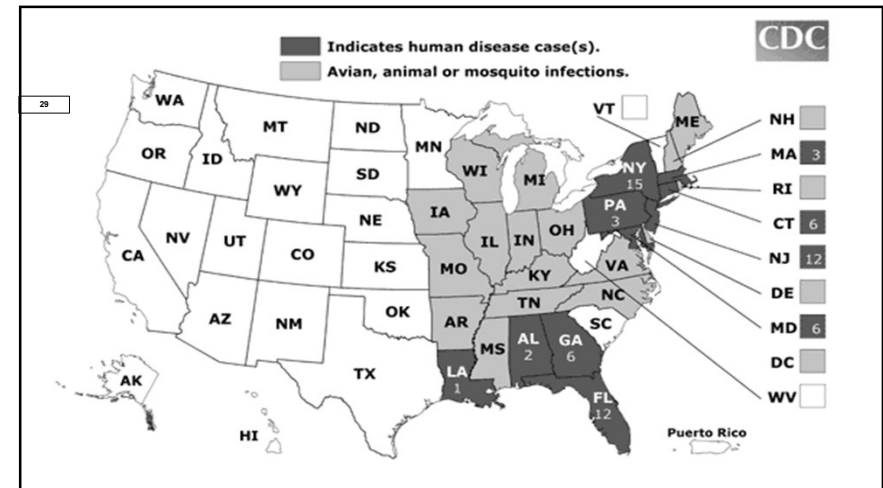 Indicates human disease case(s).
Avian, animal or mosquito infections.
CDC
29
WA
MT
ND
MN
VT
ME
NH
OR
ID
SD
WI
MI
NY
15
MA 3
WY
RI
NE
IA
PA
3
CT 6
NV
UT
IL
IN
OH
NJ 12
CA
CO
KS
MO
KY
VA
DE
AZ
NM
OK
AR
TN
NC
MD 6
TX
MS
AL
2
GA
6
SC
DC
LA
1
WV
AK
FL
12
HI
Puerto Rico